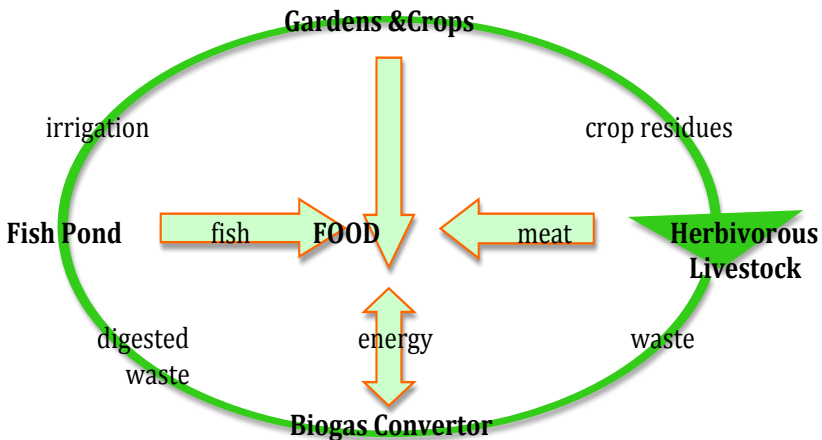 Gardens &Crops
irrigation
crop residues
Fish Pond
fish
FOOD
meat
Herbivorous
Livestock
digested
waste
energy
waste
Biogas Convertor